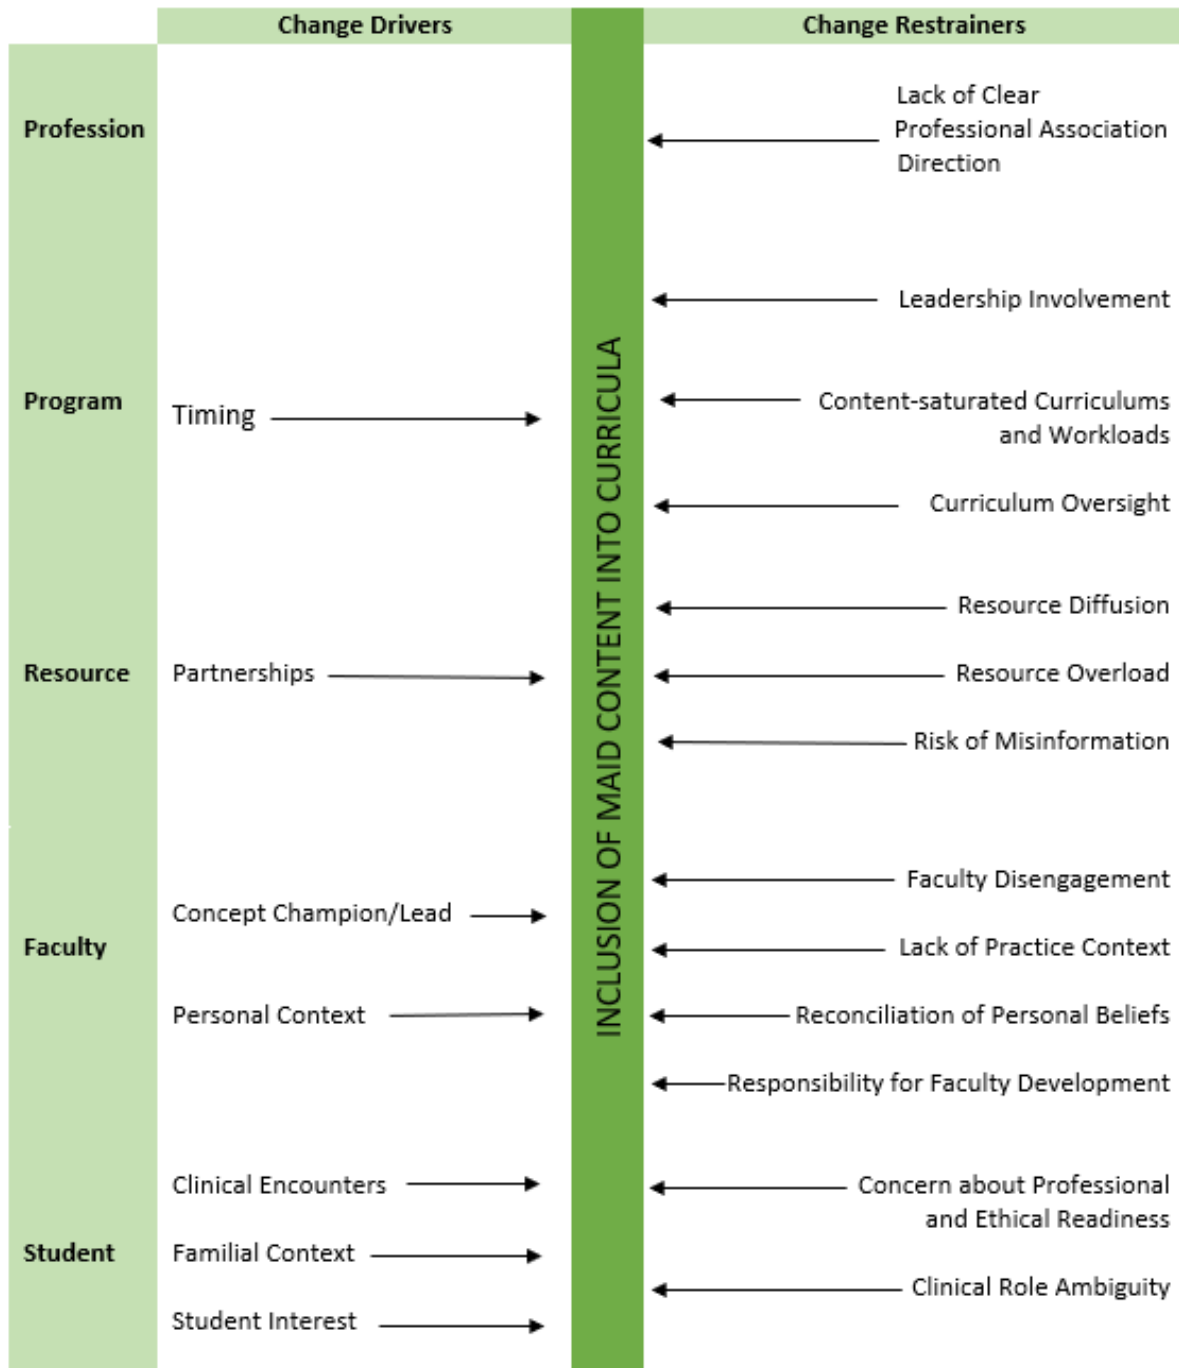 Change Drivers
Change Restrainers
INCLUSION OF MAID CONTENT INTO CURRICULA
Profession
Lack of Clear
Professional Association
Direction
Program
Timing
Leadership Involvement
Content-saturated Curriculums
and Workloads
Curriculum Oversight
Resource
Partnerships
Resource Diffusion
Resource Overload
Risk of Misinformation
Faculty
Concept Champion/Lead
Personal Context
Faculty Disengagement
Lack of Practice Context
Reconciliation of Personal Beliefs
Responsibility for Faculty Development
Student
Clinical Encounters
Familial Context
Student Interest
Concern about Professional
and Ethical Readiness
Clinical Role Ambiguity